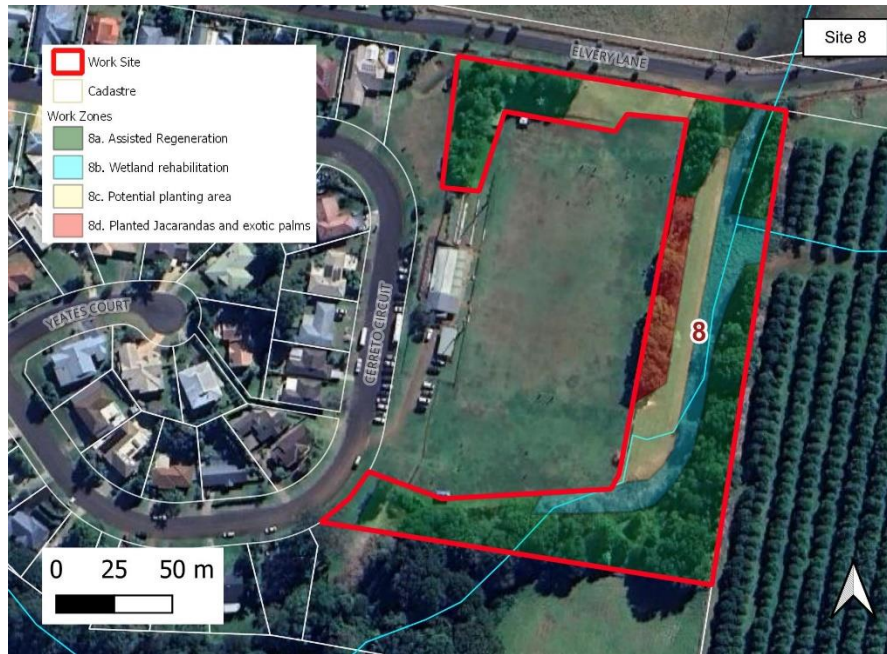 Site 8
Work Site
Cadastre
Work Zones
8a. Assisted Regeneration
8b. Wetland rehabilitation
8c. Potential planting area
8d. Planted Jacarandas and exotic palms
ELVERY LANE
YEATES COURT
CERRETO CIRCUIT
8
0 25 50 m